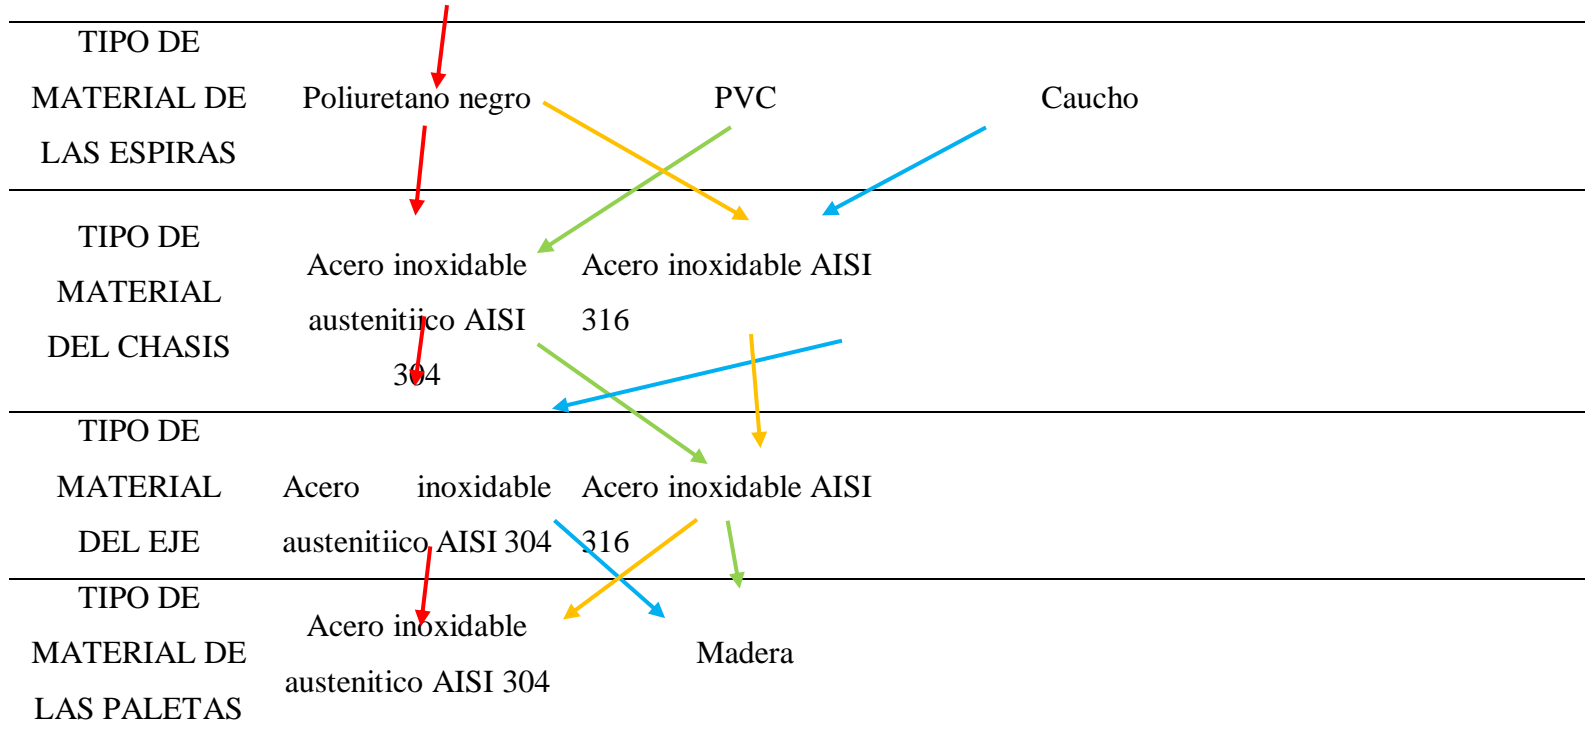 TIPO DE
MATERIAL DE
LAS ESPIRAS
Poliuretano negro
PVC
Caucho
TIPO DE
MATERIAL
DEL CHASIS
Acero inoxidable
austenitiico AISI
304
Acero inoxidable AISI
316
TIPO DE
MATERIAL
DEL EJE
Acero inoxidable
austenitiico AISI 304
Acero inoxidable AISI
316
TIPO DE
MATERIAL DE
LAS PALETAS
Acero inoxidable
austenitico AISI 304
Madera